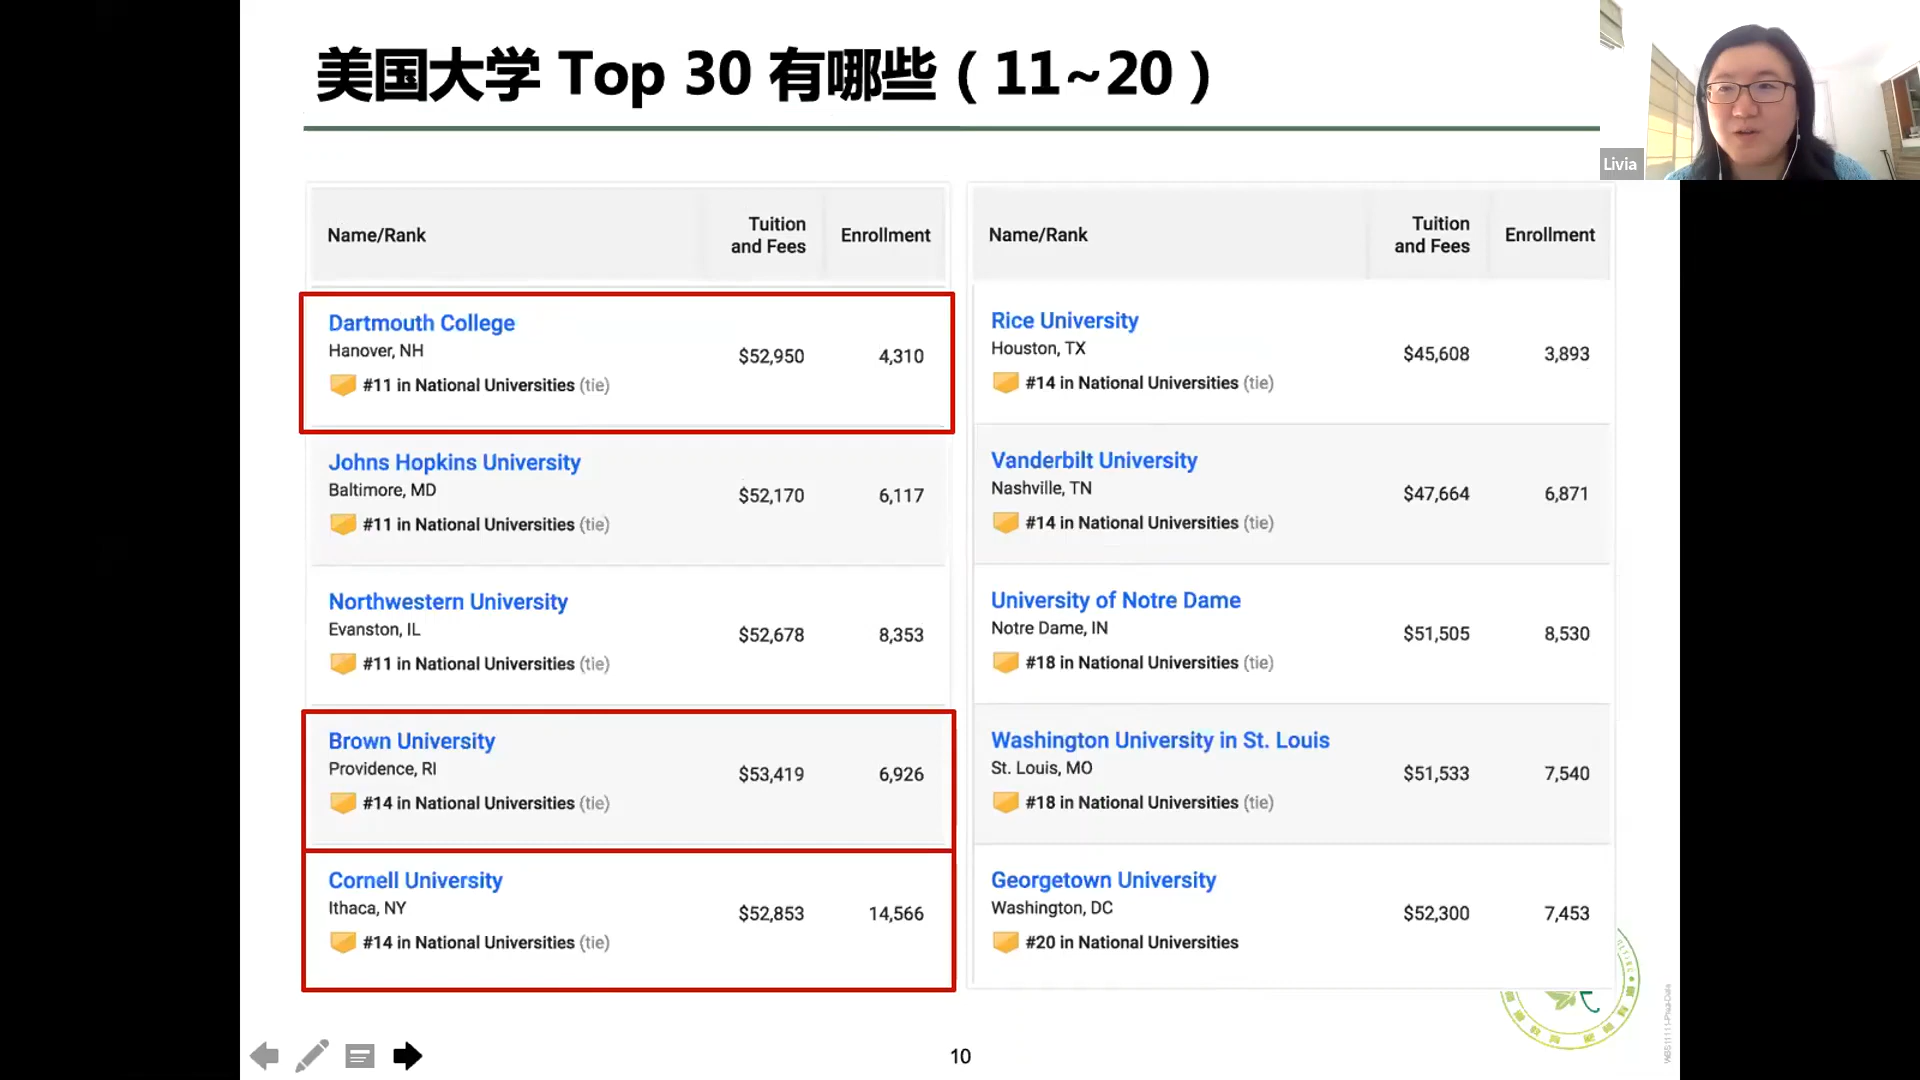 美国大学 Top 30 有哪些（11~20）
Livia
Name/Rank
Tuition
and Fees
Enrollment
Dartmouth College
Hanover, NH
$52,950
4,310
#11 in National Universities (tie)
Johns Hopkins University
Baltimore, MD
$52,170
6,117
#11 in National Universities (tie)
Northwestern University
Evanston, IL
$52,678
8,353
#11 in National Universities (tie)
Brown University
Providence, RI
$53,419
6,926
#14 in National Universities (tie)
Cornell University
Ithaca, NY
$52,853
14,566
#14 in National Universities (tie)
Name/Rank
Tuition
and Fees
Enrollment
Rice University
Houston, TX
$45,608
3,893
#14 in National Universities (tie)
Vanderbilt University
Nashville, TN
$47,664
6,871
#14 in National Universities (tie)
University of Notre Dame
Notre Dame, IN
$51,505
8,530
#18 in National Universities (tie)
Washington University in St. Louis
St. Louis, MO
$51,533
7,540
#18 in National Universities (tie)
Georgetown University
Washington, DC
$52,300
7,453
#20 in National Universities
10